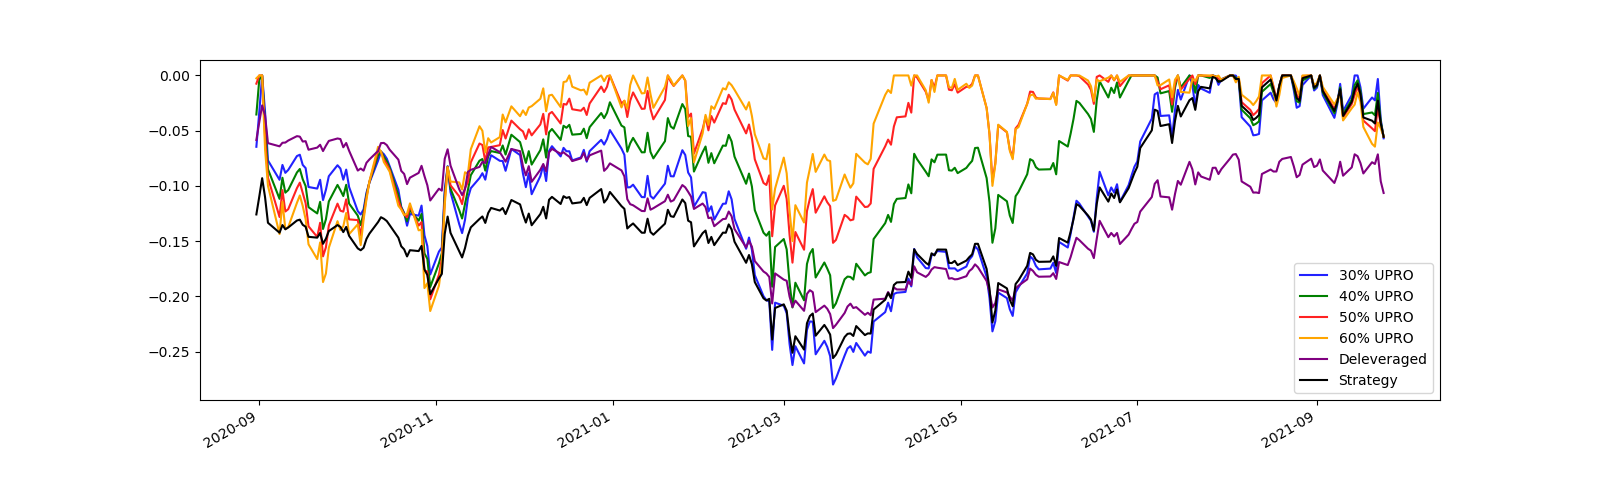 0.00
−0.05
−0.10
−0.15
−0.20
−0.25
2020-09
2020-11
2021-01
2021-03
2021-05
2021-07
2021-09
30% UPRO
40% UPRO
50% UPRO
60% UPRO
Deleveraged
Strategy